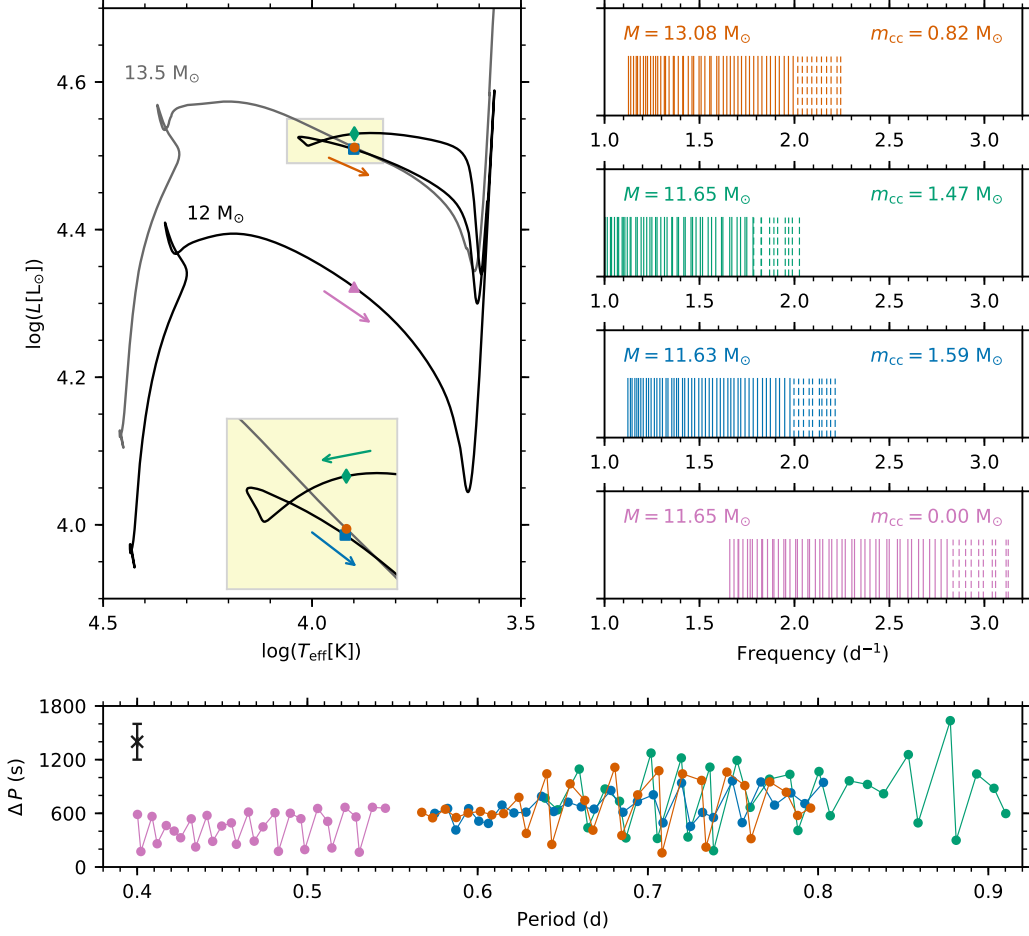 13.5 M⊙
12 M⊙
4.6
4.4
4.2
4.0
log(L[L⊙])
4.5 4.0 3.5
log(Teff[K])
M = 13.08 M⊙ mcc = 0.82 M⊙
1.0 1.5 2.0 2.5 3.0
M = 11.65 M⊙ mcc = 1.47 M⊙
1.0 1.5 2.0 2.5 3.0
M = 11.63 M⊙ mcc = 1.59 M⊙
1.0 1.5 2.0 2.5 3.0
M = 11.65 M⊙ mcc = 0.00 M⊙
1.0 1.5 2.0 2.5 3.0
Frequency (d⁻¹)
1800
1200
600
0
ΔP (s)
0.4 0.5 0.6 0.7 0.8 0.9
Period (d)